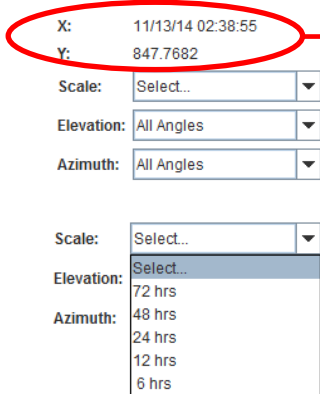 X: 11/13/14 02:38:55
Y: 847.7682
Scale: Select...
Elevation: All Angles
Azimuth: All Angles
Scale: Select...
Select...
Elevation:
72 hrs
Azimuth: 48 hrs
24 hrs
12 hrs
6 hrs